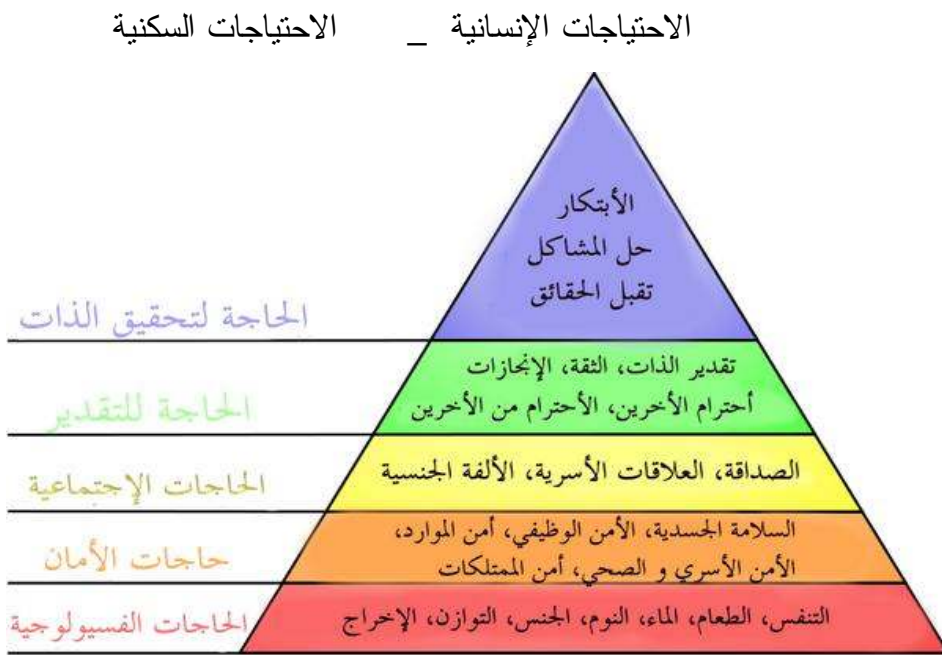 الاحتياجات الإنسانية _ الاحتياجات السكنية
الأبتكار
حل المشاكل
تقبل الحقائق
الحاجة لتحقيق الذات
تقدير الذات، الثقة، الإنجازات
أحترام الأخرين، الأحترام من الأخرين
الحاجة للتقدير
الصداقة، العلاقات الأسرية، الألفة الجنسية
الحاجات الإجتماعية
السلامة الجسدية، الأمن الوظيفي، أمن الموارد،
الأمن الأسري و الصحي، أمن الممتلكات
حاجات الأمان
التنفس، الطعام، الماء، النوم، الجنس، التوازن، الإخراج
الحاجات الفسيولوجية